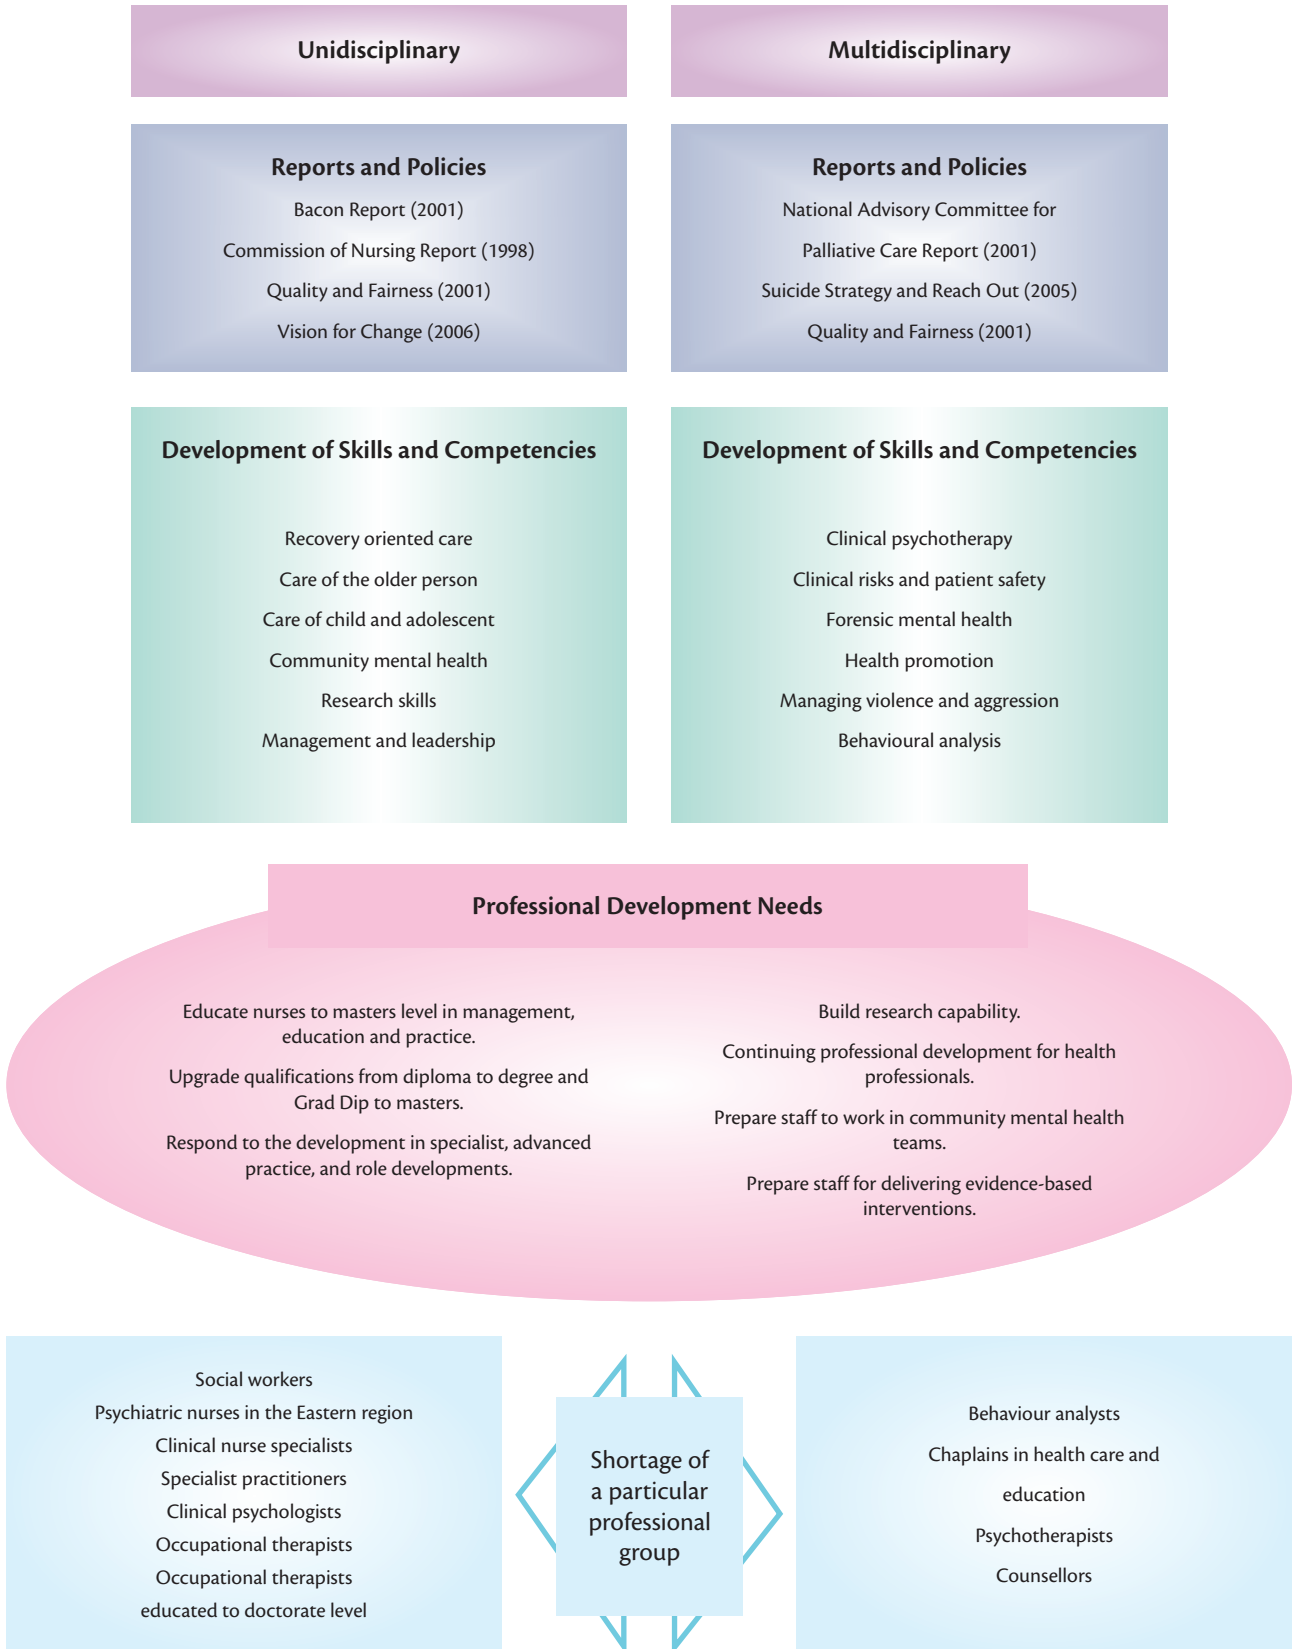 Unidisciplinary
Multidisciplinary
Reports and Policies
Bacon Report (2001)
Commission of Nursing Report (1998)
Quality and Fairness (2001)
Vision for Change (2006)
Reports and Policies
National Advisory Committee for
Palliative Care Report (2001)
Suicide Strategy and Reach Out (2005)
Quality and Fairness (2001)
Development of Skills and Competencies
Recovery oriented care
Care of the older person
Care of child and adolescent
Community mental health
Research skills
Management and leadership
Development of Skills and Competencies
Clinical psychotherapy
Clinical risks and patient safety
Forensic mental health
Health promotion
Managing violence and aggression
Behavioural analysis
Professional Development Needs
Educate nurses to masters level in management,
education and practice.
Upgrade qualifications from diploma to degree and
Grad Dip to masters.
Respond to the development in specialist, advanced
practice, and role developments.
Build research capability.
Continuing professional development for health
professionals.
Prepare staff to work in community mental health
teams.
Prepare staff for delivering evidence-based
interventions.
Social workers
Psychiatric nurses in the Eastern region
Clinical nurse specialists
Specialist practitioners
Clinical psychologists
Occupational therapists
Occupational therapists
educated to doctorate level
Shortage of
a particular
professional
group
Behaviour analysts
Chaplains in health care and
education
Psychotherapists
Counsellors